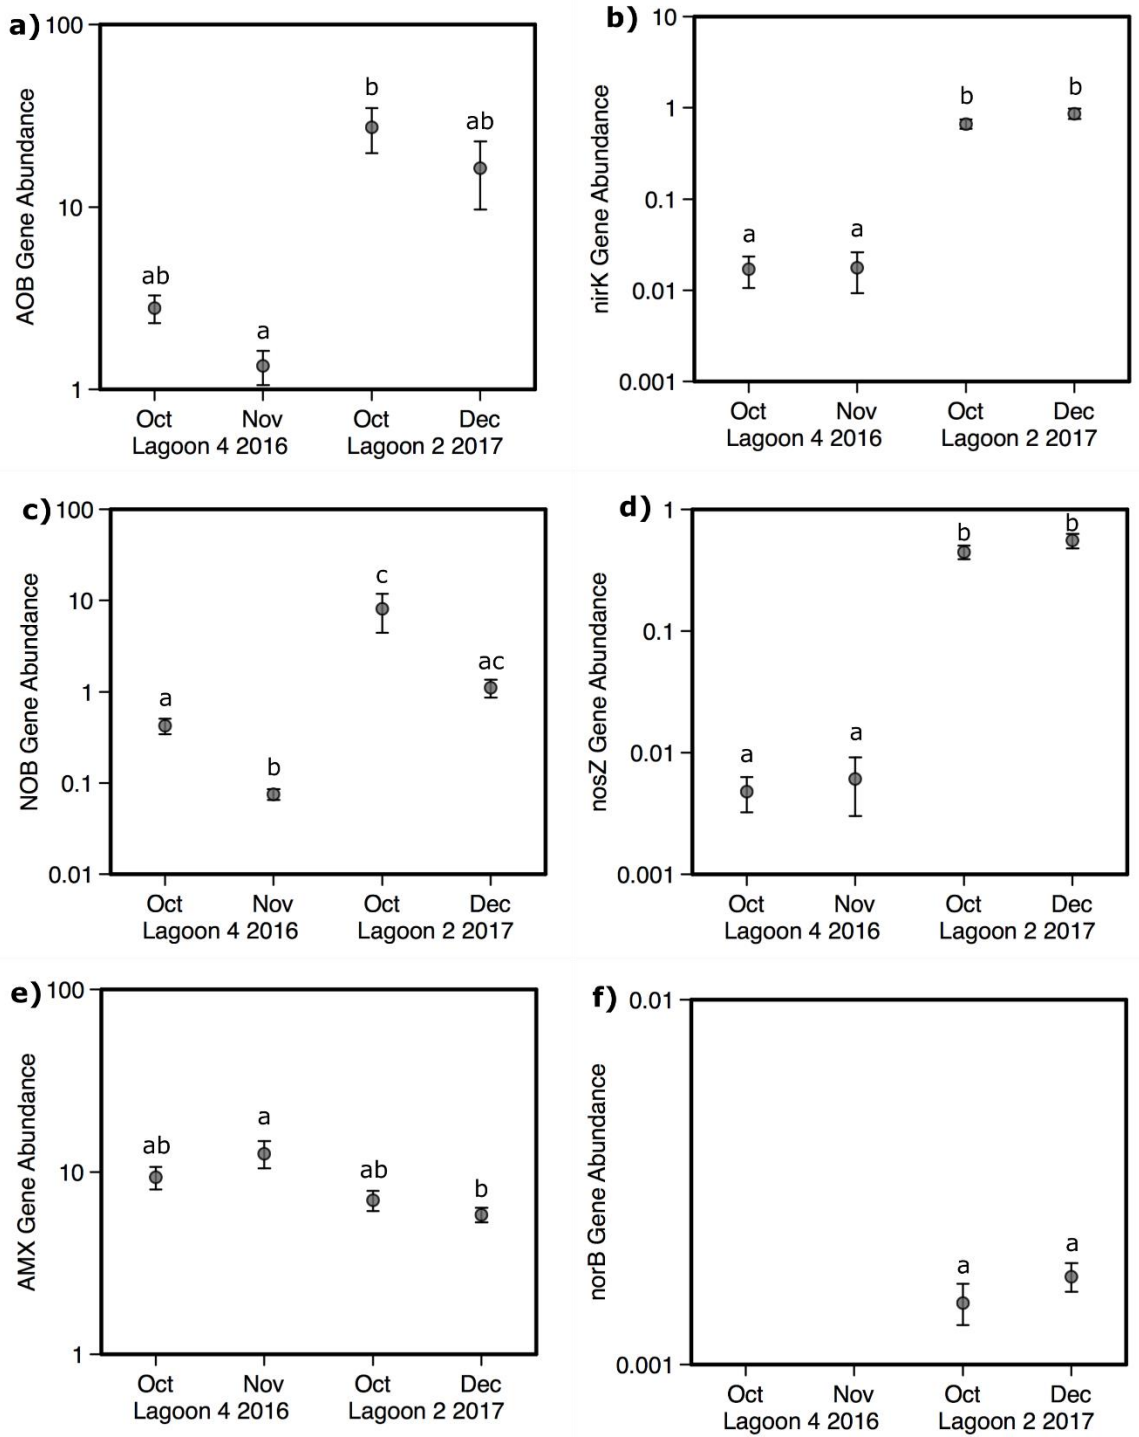 a)
100
10
1
AOB Gene Abundance
ab
a
b
ab
Oct Nov Oct Dec
Lagoon 4 2016 Lagoon 2 2017
b)
10
1
0.1
0.01
0.001
nirK Gene Abundance
a
a
b
b
Oct Nov Oct Dec
Lagoon 4 2016 Lagoon 2 2017
c)
100
10
1
0.1
0.01
NOB Gene Abundance
a
b
c
ac
Oct Nov Oct Dec
Lagoon 4 2016 Lagoon 2 2017
d)
1
0.1
0.01
0.001
nosZ Gene Abundance
a
a
b
b
Oct Nov Oct Dec
Lagoon 4 2016 Lagoon 2 2017
e)
100
10
1
AMX Gene Abundance
ab
a
ab
b
Oct Nov Oct Dec
Lagoon 4 2016 Lagoon 2 2017
f)
0.01
0.001
norB Gene Abundance
a
a
Oct Nov Oct Dec
Lagoon 4 2016 Lagoon 2 2017